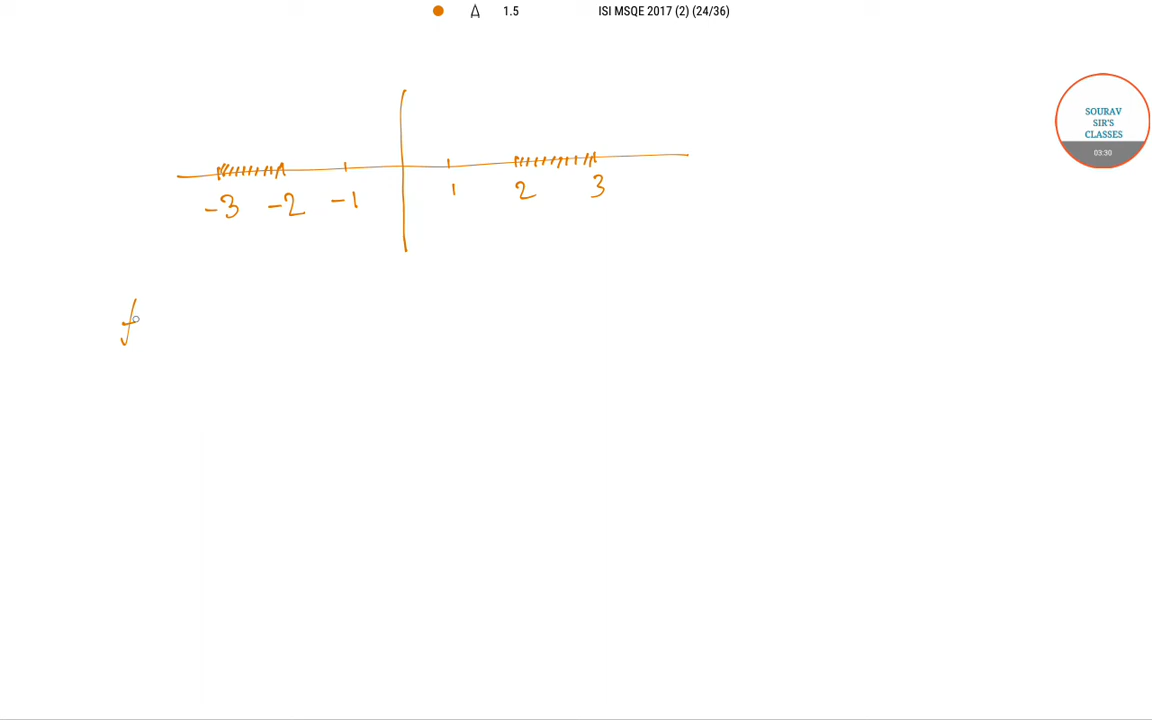 A 1.5 ISI MSQE 2017 (2) (24/36)
SOURAV
SIR'S
CLASSES
03:30
-3 -2 -1 1 2 3
f